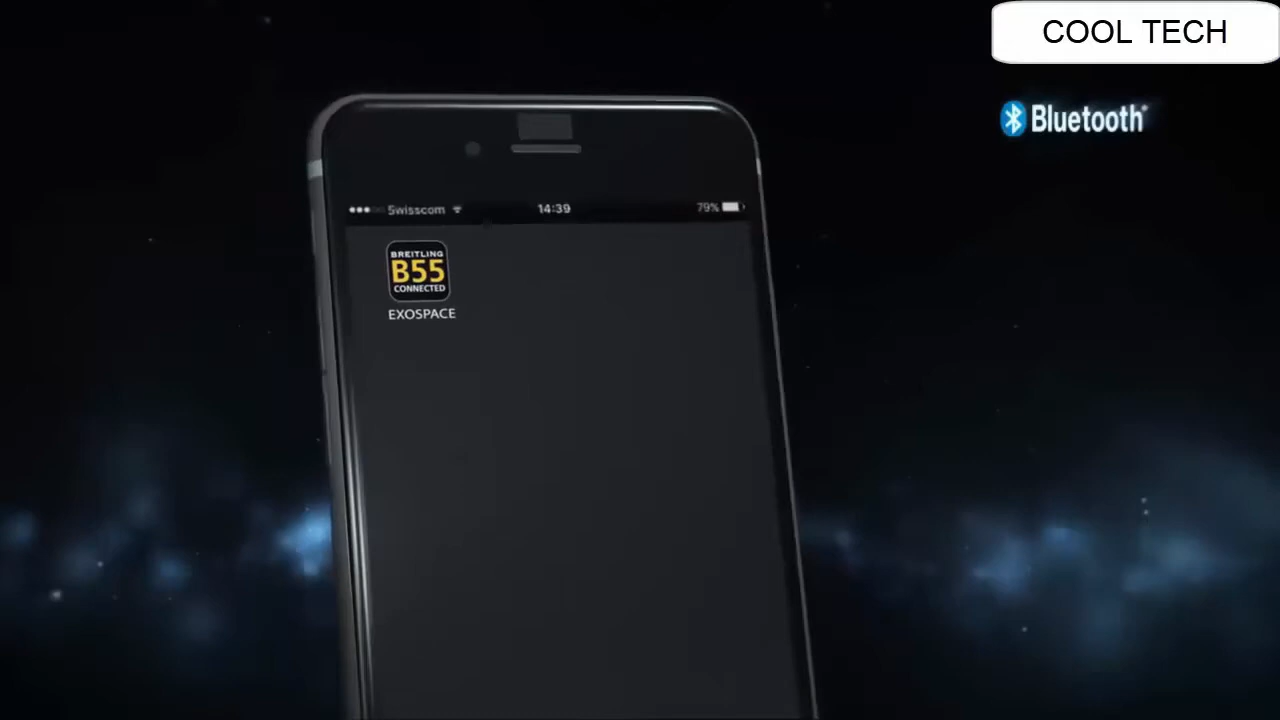 COOL TECH
Bluetooth®
Swisscom
14:39
79%
BREITLING
B55
CONNECTED
EXOSPACE